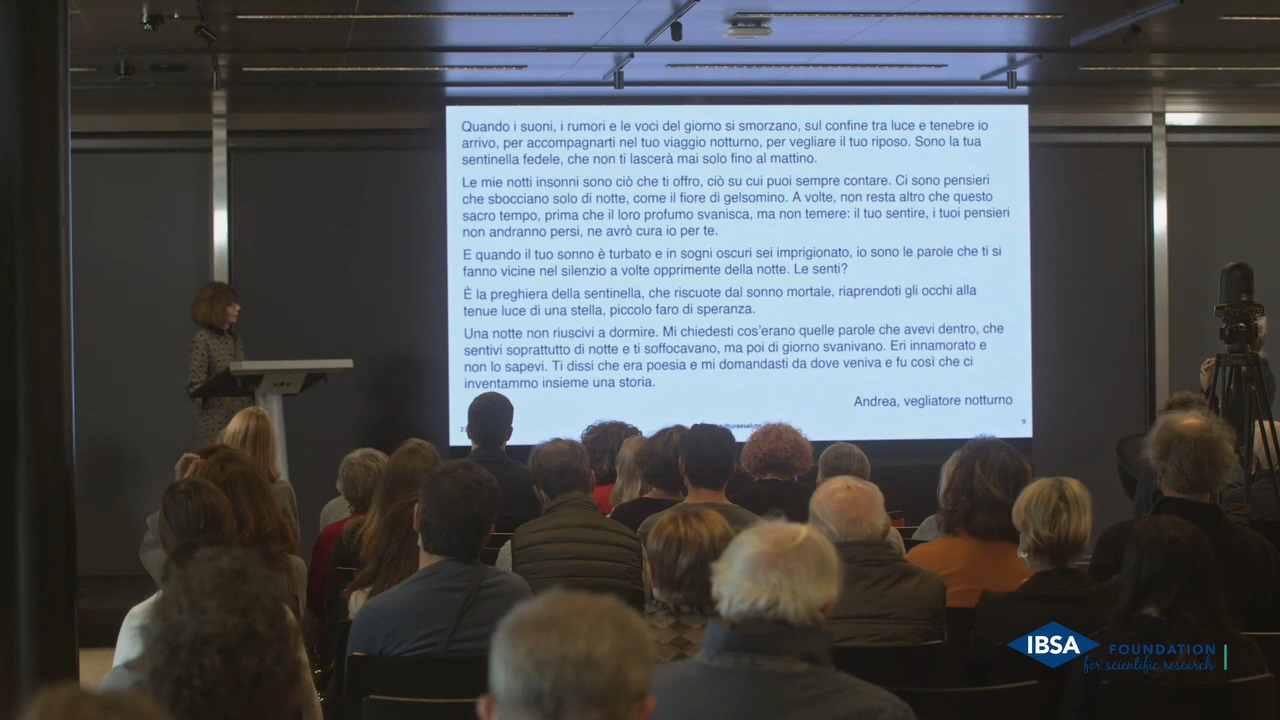 Quando i suoni, i rumori e le voci del giorno si smorzano, sul confine tra luce e tenebre io
arrivo, per accompagnarti nel tuo viaggio notturno, per vegliare il tuo riposo. Sono la tua
sentinella fedele, che non ti lascerà mai solo fino al mattino.
Le mie notti insonni sono ciò che ti offro, ciò su cui puoi sempre contare. Ci sono pensieri
che sbocciano solo di notte, come il fiore di gelsomino. A volte, non resta altro che questo
sacro tempo, prima che il loro profumo svanisca, ma non temere: il tuo sentire, i tuoi pensieri
non andranno persi, ne avrò cura io per te.
E quando il tuo sonno è turbato e in sogni oscuri sei imprigionato, io sono le parole che ti si
fanno vicine nel silenzio a volte opprimente della notte. Le senti?
È la preghiera della sentinella, che riscuote dal sonno mortale, riaprendoti gli occhi alla
tenue luce di una stella, piccolo faro di speranza.
Una notte non riuscivi a dormire. Mi chiedesti cos'erano quelle parole che avevi dentro, che
sentivi soprattutto di notte e ti soffocavano, ma poi di giorno svanivano. Eri innamorato e
non lo sapevi. Ti dissi che era poesia e mi domandasti da dove veniva e fu così che ci
inventammo insieme una storia.
Andrea, vegliatore notturno
9
IBSA FOUNDATION
for scientific research